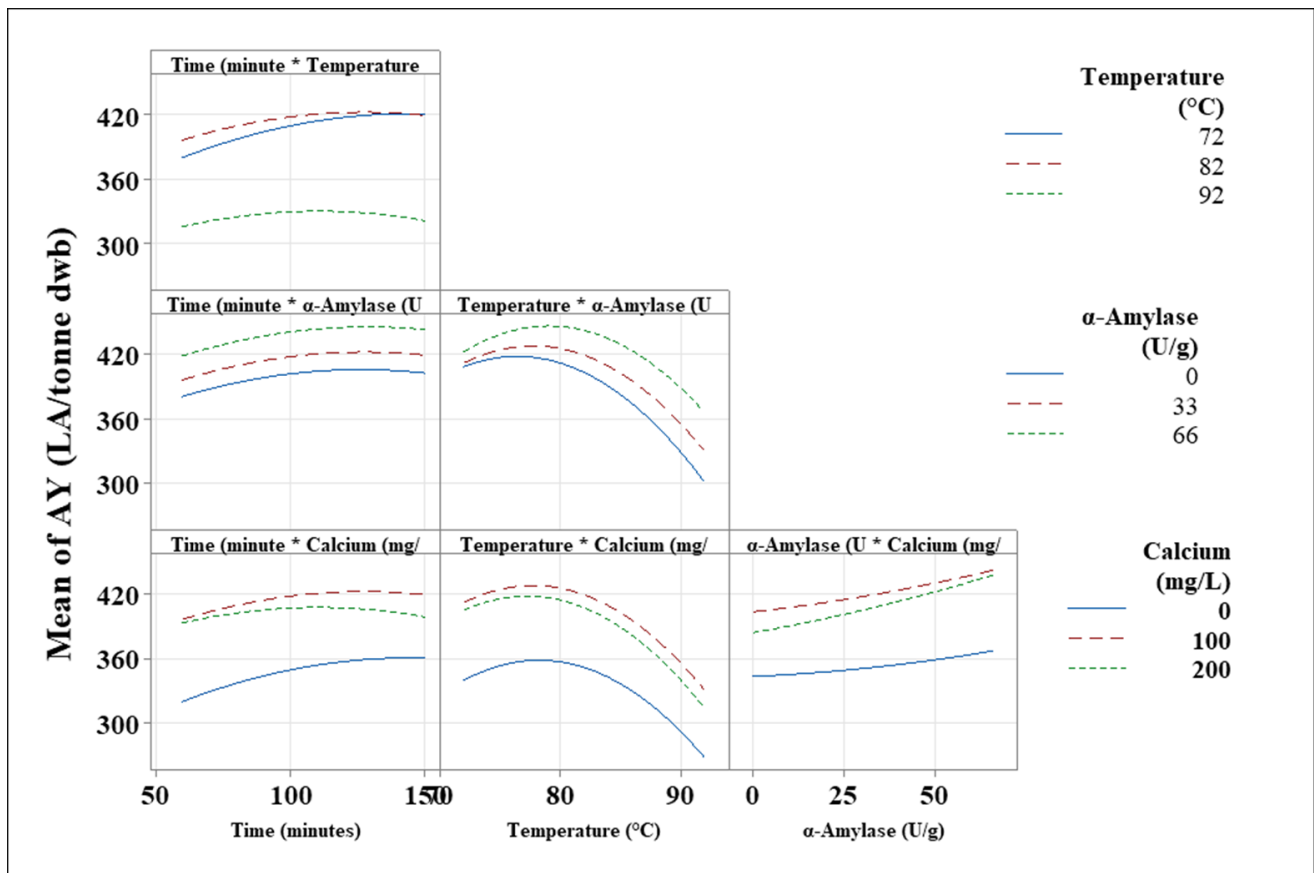 Time (minute * Temperature
Temperature
(°C)
72
82
92
420
360
300
Mean of AY (LA/tonne dwb)
Time (minute * α-Amylase (U
Temperature * α-Amylase (U
α-Amylase
(U/g)
0
33
66
420
360
300
Time (minute * Calcium (mg/
Temperature * Calcium (mg/
α-Amylase (U * Calcium (mg/
Calcium
(mg/L)
0
100
200
420
360
300
50 100 150 70 80 90 0 25 50
Time (minutes) Temperature (°C) α-Amylase (U/g)